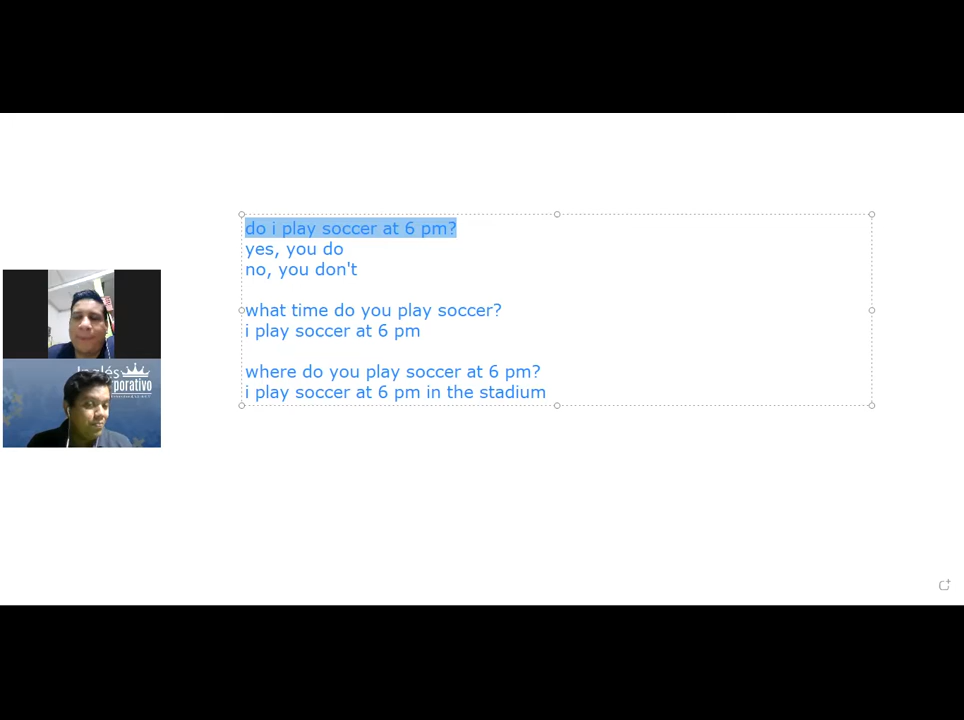 do i play soccer at 6 pm?
yes, you do
no, you don't
what time do you play soccer?
i play soccer at 6 pm
where do you play soccer at 6 pm?
i play soccer at 6 pm in the stadium
Inglés
porativo